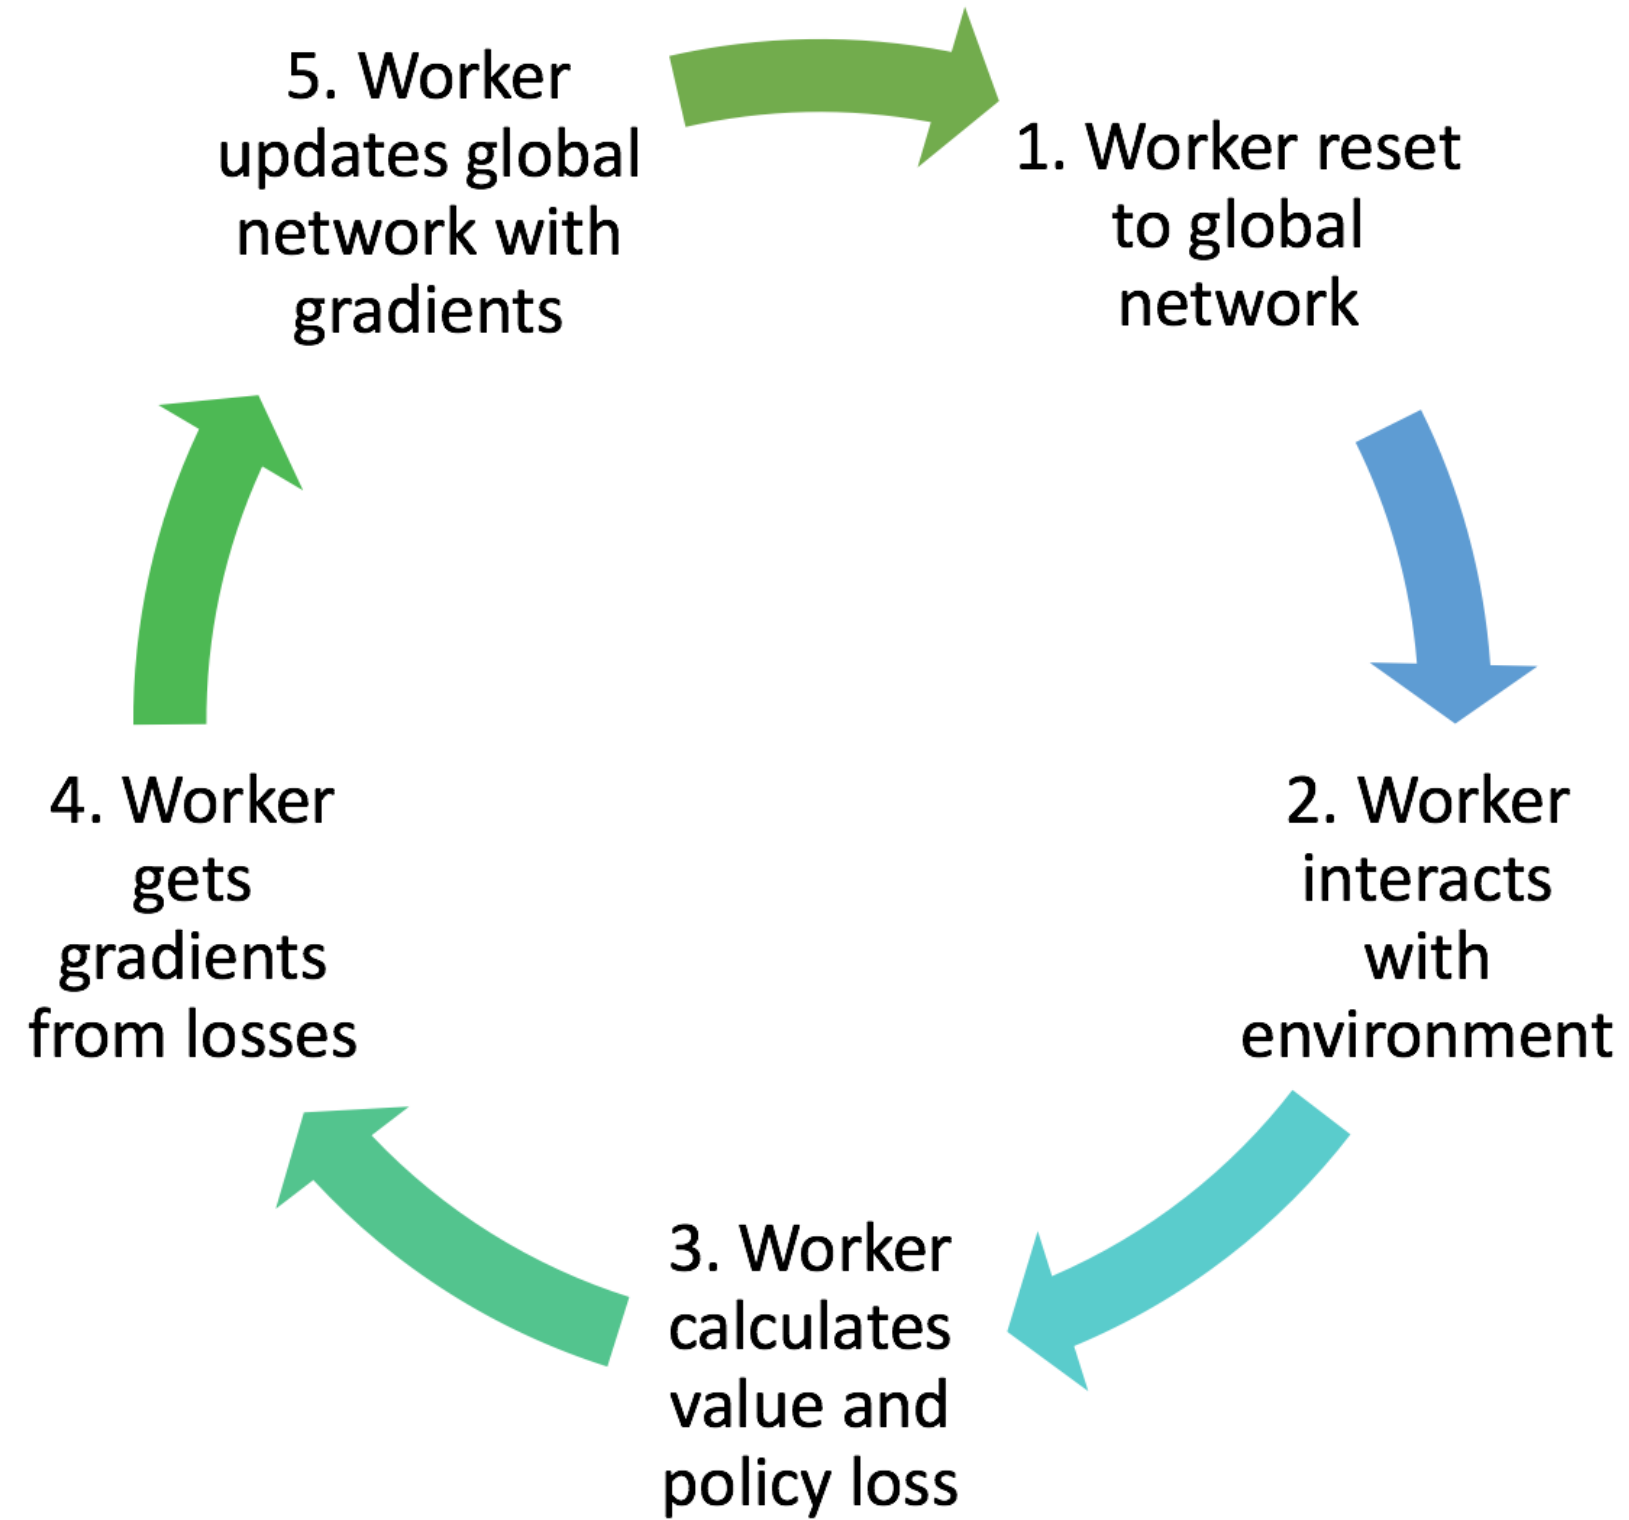 1. Worker reset
to global
network
2. Worker
interacts
with
environment
3. Worker
calculates
value and
policy loss
4. Worker
gets
gradients
from losses
5. Worker
updates global
network with
gradients